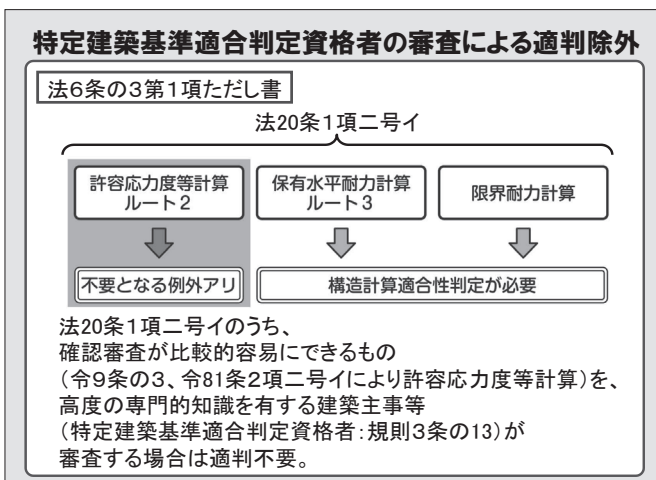 特定建築基準適合判定資格者の審査による適判除外
法6条の3第1項ただし書
法20条1項二号イ
許容応力度等計算
ルート2
保有水平耐力計算
ルート3
限界耐力計算
不要となる例外アリ
構造計算適合性判定が必要
法20条1項二号イのうち、
確認審査が比較的容易にできるもの
(令9条の3、令81条2項二号イにより許容応力度等計算)を、
高度の専門的知識を有する建築主事等
(特定建築基準適合判定資格者:規則3条の13)が
審査する場合は適判不要。